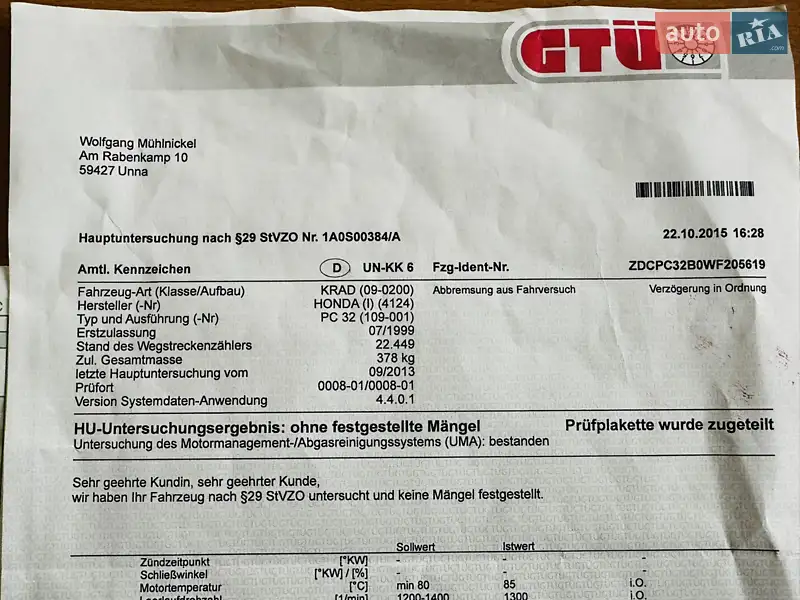 GTÜ
auto RIA .com
Wolfgang Mühlnickel
Am Rabenkamp 10
59427 Unna
Hauptuntersuchung nach §29 StVZO Nr. 1A0S00384/A
22.10.2015 16:28
Amtl. Kennzeichen D UN-KK 6 Fzg-Ident-Nr. ZDCPC32B0WF205619
Fahrzeug-Art (Klasse/Aufbau) KRAD (09-0200) Abbremsung aus Fahrversuch Verzögerung in Ordnung
Hersteller (-Nr) HONDA (I) (4124)
Typ und Ausführung (-Nr) PC 32 (109-001)
Erstzulassung 07/1999
Stand des Wegstreckenzählers 22.449
Zul. Gesamtmasse 378 kg
letzte Hauptuntersuchung vom 09/2013
Prüfort 0008-01/0008-01
Version Systemdaten-Anwendung 4.4.0.1
HU-Untersuchungsergebnis: ohne festgestellte Mängel Prüfplakette wurde zugeteilt
Untersuchung des Motormanagement-/Abgasreinigungssystems (UMA): bestanden
Sehr geehrte Kundin, sehr geehrter Kunde,
wir haben Ihr Fahrzeug nach §29 StVZO untersucht und keine Mängel festgestellt.
Sollwert Istwert
Zündzeitpunkt [°KW] - - -
Schließwinkel [°KW] / [%] - - -
Motortemperatur [°C] min 80 85 i.O.
Leerlaufdrehzahl [1/min] 1200-1400 1300 i.O.